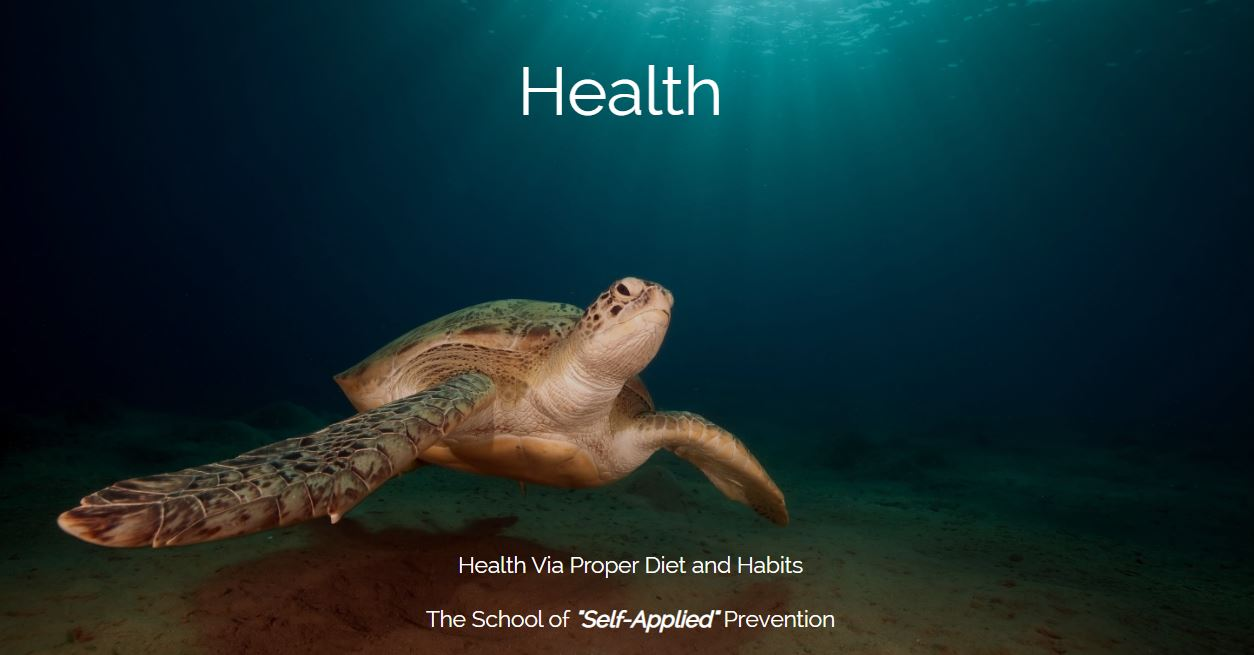 Health
Health Via Proper Diet and Habits
The School of "Self-Applied" Prevention